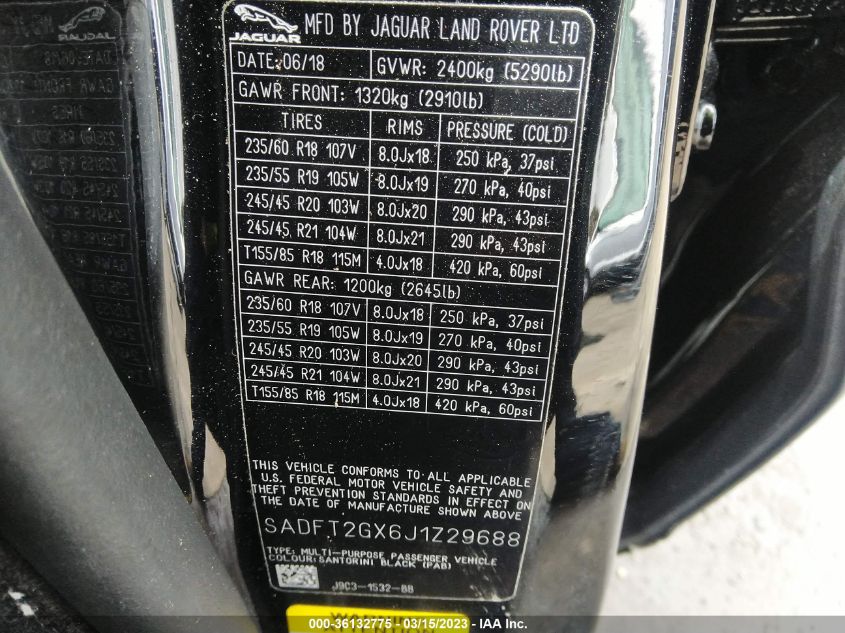 JAGUAR
MFD BY JAGUAR LAND ROVER LTD
DATE: 06/18 GVWR: 2400kg (5290lb)
GAWR FRONT: 1320kg (2910lb)
TIRES RIMS PRESSURE (COLD)
235/60 R18 107V 8.0Jx18 250 kPa, 37psi
235/55 R19 105W 8.0Jx19 270 kPa, 40psi
245/45 R20 103W 8.0Jx20 290 kPa, 43psi
245/45 R21 104W 8.0Jx21 290 kPa, 43psi
T155/85 R18 115M 4.0Jx18 420 kPa, 60psi
GAWR REAR: 1200kg (2645lb)
235/60 R18 107V 8.0Jx18 250 kPa, 37psi
235/55 R19 105W 8.0Jx19 270 kPa, 40psi
245/45 R20 103W 8.0Jx20 290 kPa, 43psi
245/45 R21 104W 8.0Jx21 290 kPa, 43psi
T155/85 R18 115M 4.0Jx18 420 kPa, 60psi
THIS VEHICLE CONFORMS TO ALL APPLICABLE
U.S. FEDERAL MOTOR VEHICLE SAFETY AND
THEFT PREVENTION STANDARDS IN EFFECT ON
THE DATE OF MANUFACTURE SHOWN ABOVE
SADFT2GX6J1Z29688
TYPE: MULTI-PURPOSE PASSENGER VEHICLE
COLOUR: SANTORINI BLACK (PAB)
J9C3-1532-BB
WARNING
ATTENTION
000-36132775 - 03/15/2023 - IAAI.com